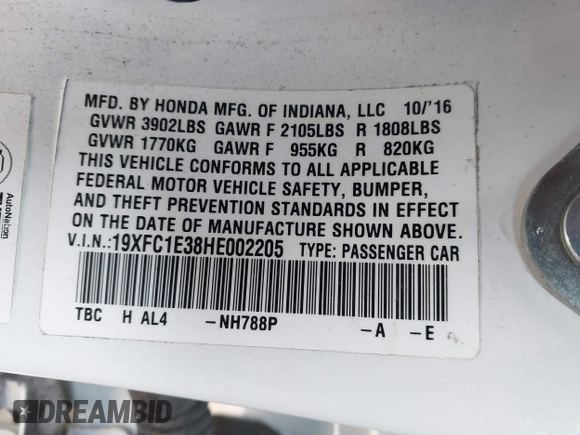 MFD. BY HONDA MFG. OF INDIANA, LLC 10/'16
GVWR 3902LBS GAWR F 2105LBS R 1808LBS
GVWR 1770KG GAWR F 955KG R 820KG
THIS VEHICLE CONFORMS TO ALL APPLICABLE
FEDERAL MOTOR VEHICLE SAFETY, BUMPER,
AND THEFT PREVENTION STANDARDS IN EFFECT
ON THE DATE OF MANUFACTURE SHOWN ABOVE.
V.I.N.:19XFC1E38HE002205 TYPE: PASSENGER CAR
TBC H AL4 -NH788P -A -E
AutoNation
DREAMBID